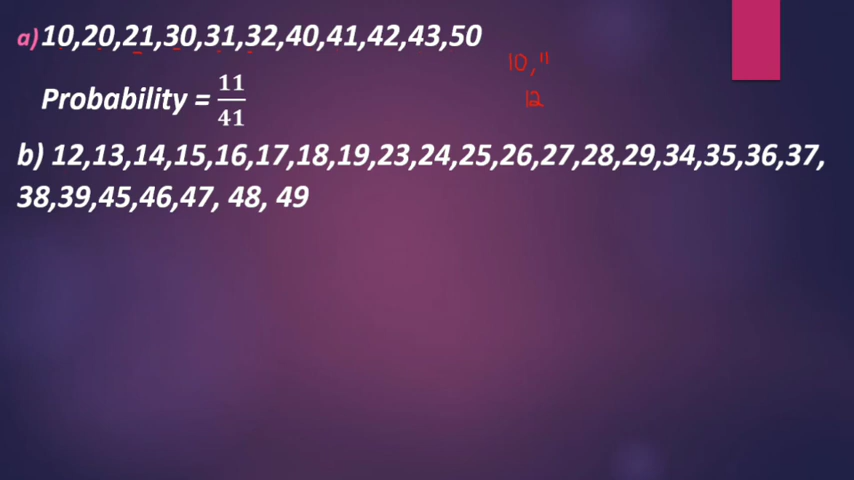 a) 10,20,21,30,31,32,40,41,42,43,50
10,11
Probability = 11/41
12
b) 12,13,14,15,16,17,18,19,23,24,25,26,27,28,29,34,35,36,37,
38,39,45,46,47, 48, 49